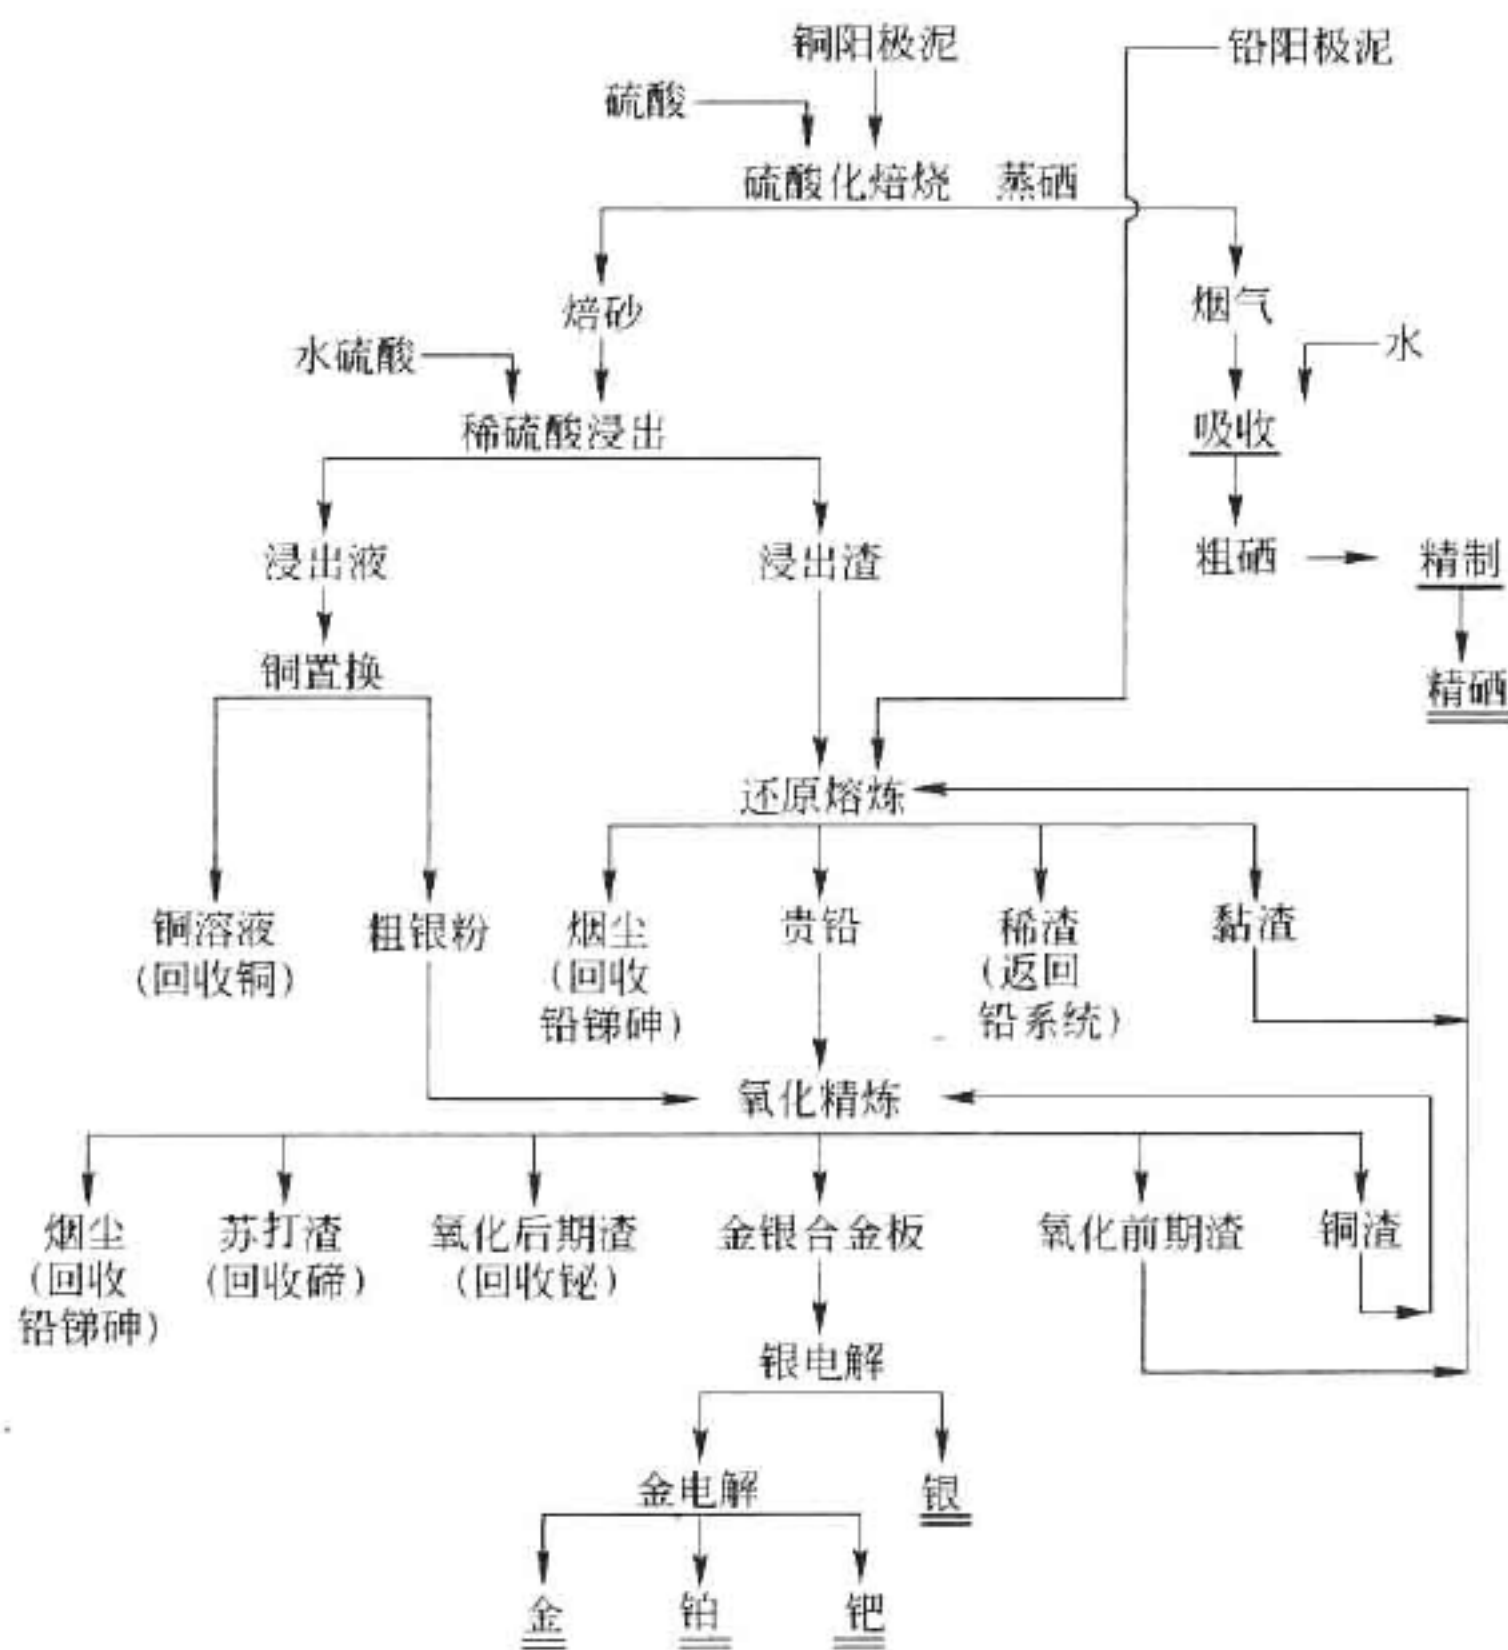 铜阳极泥
铅阳极泥
硫酸
硫酸化焙烧 蒸硒
焙砂
烟气
水硫酸
水
稀硫酸浸出
吸收
浸出液
浸出渣
粗硒
精制
铜置换
精硒
还原熔炼
铜溶液
(回收铜)
粗银粉
烟尘
(回收
铅锑砷)
贵铅
稀渣
(返回
铅系统)
黏渣
氧化精炼
烟尘
(回收
铅锑砷)
苏打渣
(回收碲)
氧化后期渣
(回收铋)
金银合金板
氧化前期渣
铜渣
银电解
金电解
银
金
铂
钯